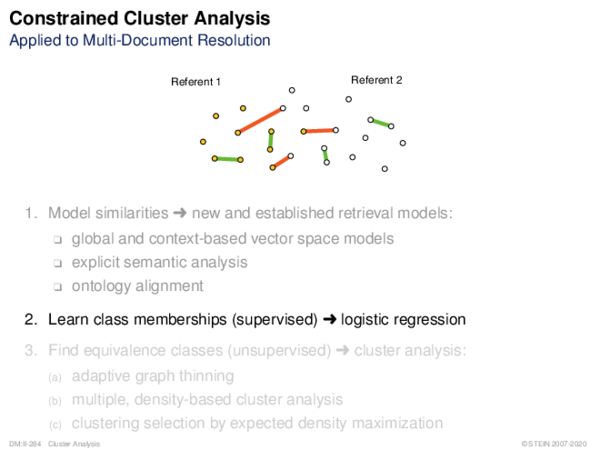 Constrained Cluster Analysis
Applied to Multi-Document Resolution
Referent 1
Referent 2
1. Model similarities ➜ new and established retrieval models:
❑ global and context-based vector space models
❑ explicit semantic analysis
❑ ontology alignment
2. Learn class memberships (supervised) ➜ logistic regression
3. Find equivalence classes (unsupervised) ➜ cluster analysis:
(a) adaptive graph thinning
(b) multiple, density-based cluster analysis
(c) clustering selection by expected density maximization
DM:II-284 Cluster Analysis
© STEIN 2007-2020